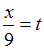 x/9 = t